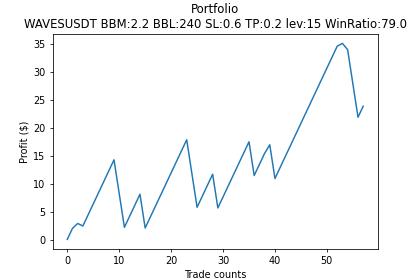 Portfolio
WAVESUSDT BBM:2.2 BBL:240 SL:0.6 TP:0.2 lev:15 WinRatio:79.0
35
30
25
20
15
10
5
0
Profit ($)
0 10 20 30 40 50
Trade counts